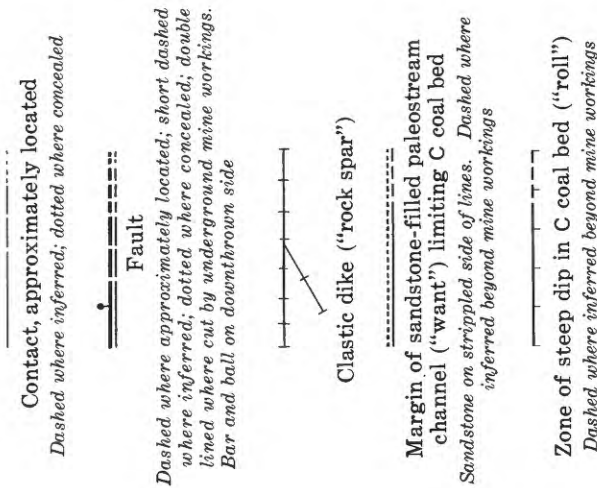 Contact, approximately located
Dashed where inferred; dotted where concealed
Fault
Dashed where approximately located; short dashed
where inferred; dotted where concealed; double
lined where cut by underground mine workings.
Bar and ball on downthrown side
Clastic dike (“rock spar”)
Margin of sandstone-filled paleostream
channel (“want”) limiting C coal bed
Sandstone on strippled side of lines. Dashed where
inferred beyond mine workings
Zone of steep dip in C coal bed (“roll”)
Dashed where inferred beyond mine workings